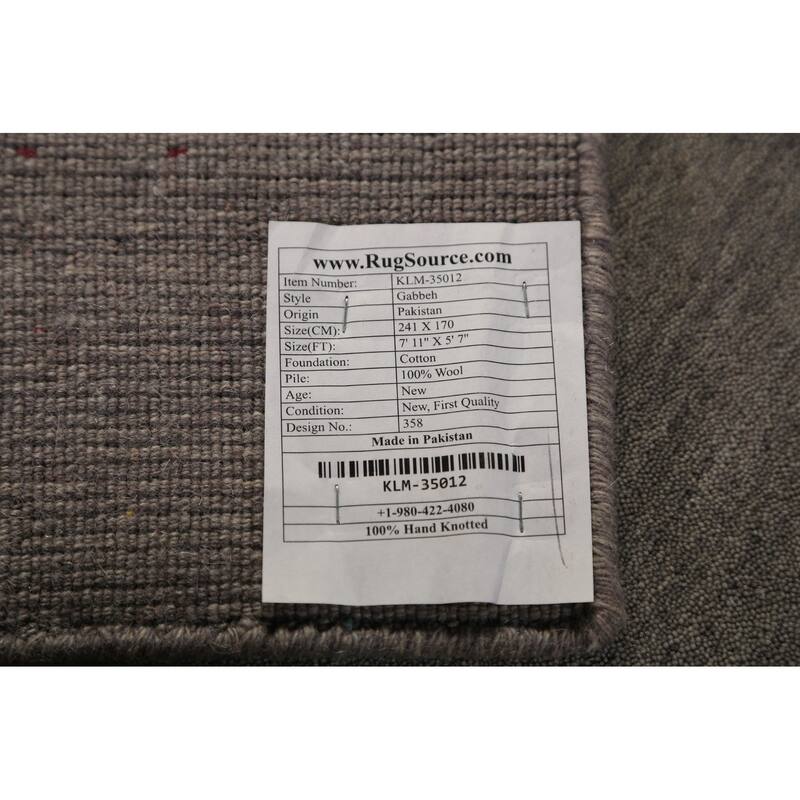 www.RugSource.com
Item Number: KLM-35012
Style Gabbeh
Origin Pakistan
Size(CM): 241 X 170
Size(FT): 7' 11" X 5' 7"
Foundation: Cotton
Pile: 100% Wool
Age: New
Condition: New, First Quality
Design No.: 358
Made in Pakistan
KLM-35012
+1-980-422-4080
100% Hand Knotted